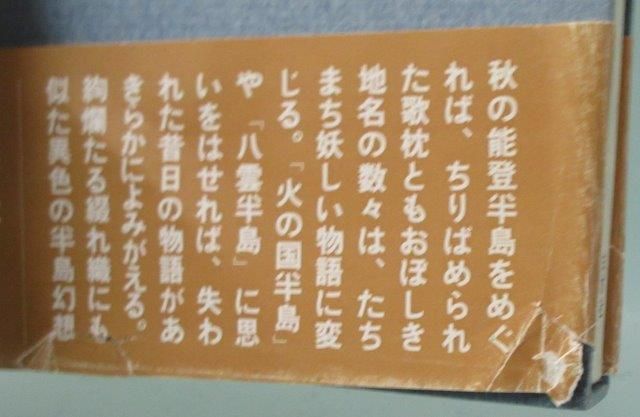 秋の能登半島をめぐ
れば、ちりばめられ
た歌枕ともおぼしき
地名の数々は、たち
まち妖しい物語に変
じる。「火の国半島」
や「八雲半島」に思
いをはせれば、失わ
れた昔日の物語があ
きらかによみがえる。
絢爛たる綴れ織にも
似た異色の半島幻想